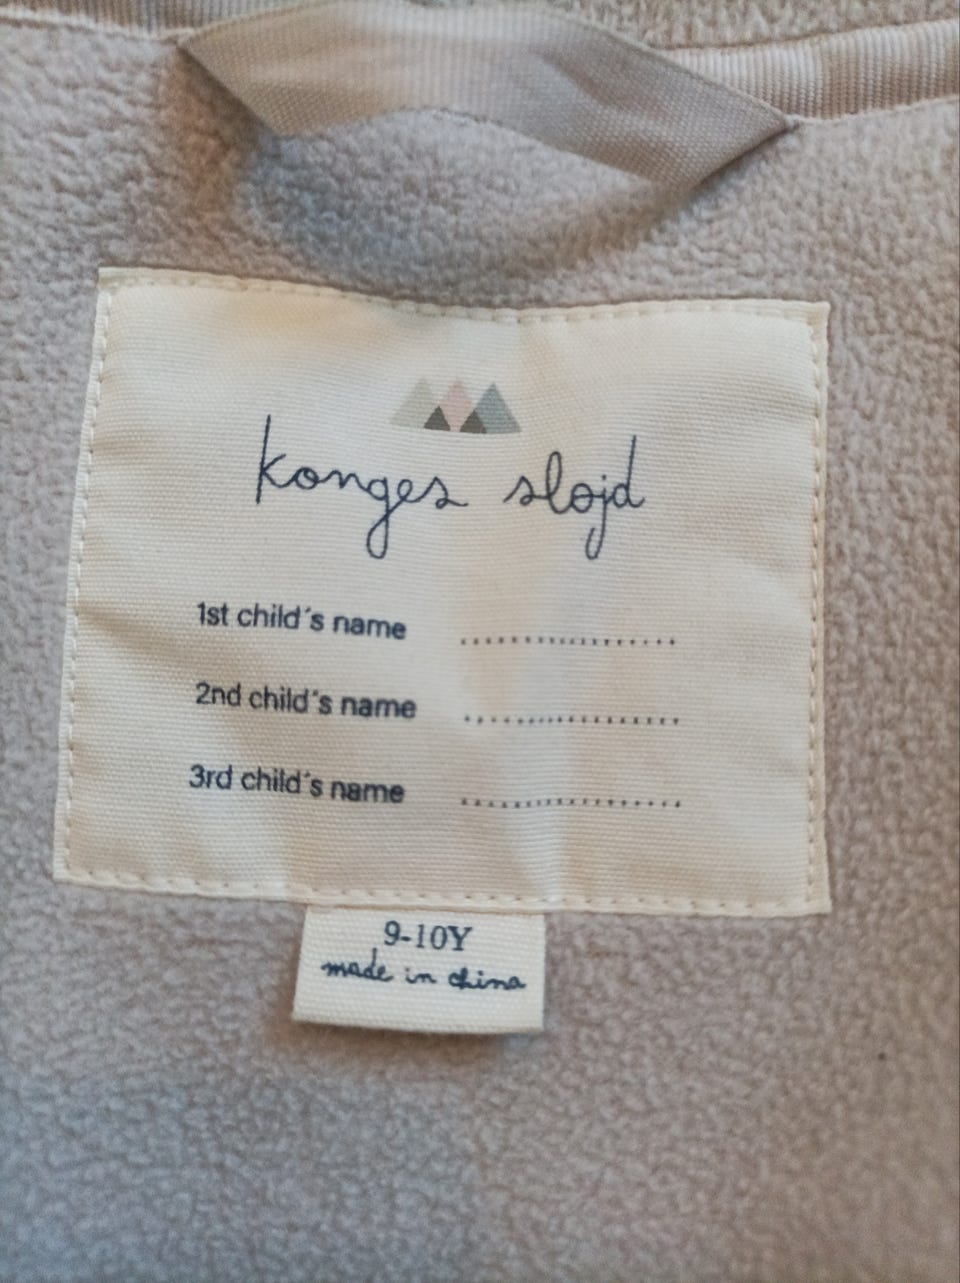 konges slojd
1st child´s name ....................
2nd child´s name ....................
3rd child´s name ....................
9-10Y
made in china